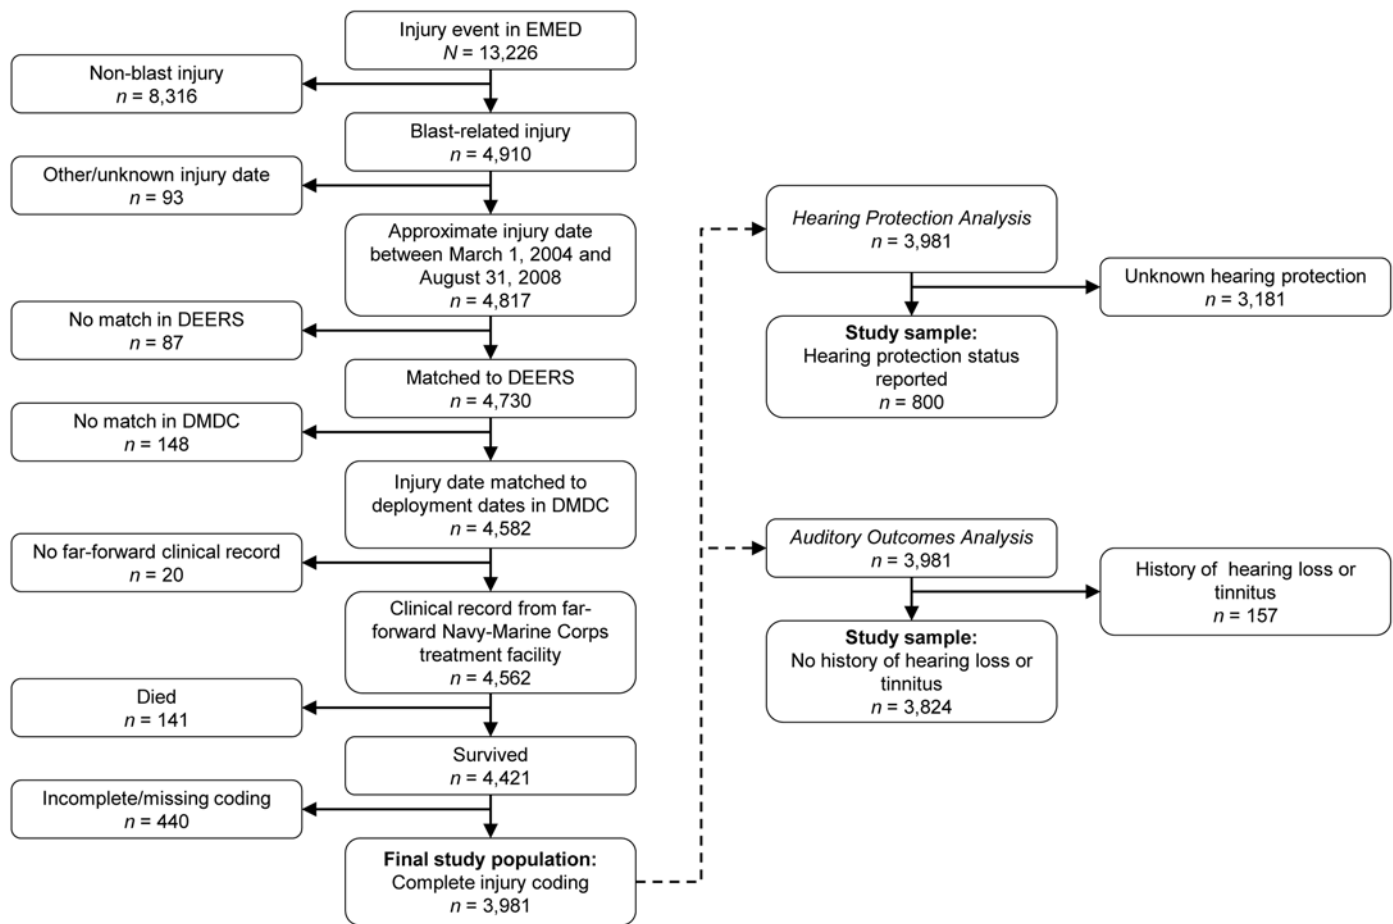 Injury event in EMED
N = 13,226
Non-blast injury
n = 8,316
Blast-related injury
n = 4,910
Other/unknown injury date
n = 93
Approximate injury date
between March 1, 2004 and
August 31, 2008
n = 4,817
No match in DEERS
n = 87
Matched to DEERS
n = 4,730
No match in DMDC
n = 148
Injury date matched to
deployment dates in DMDC
n = 4,582
No far-forward clinical record
n = 20
Clinical record from far-
forward Navy-Marine Corps
treatment facility
n = 4,562
Died
n = 141
Survived
n = 4,421
Incomplete/missing coding
n = 440
Final study population:
Complete injury coding
n = 3,981
Hearing Protection Analysis
n = 3,981
Unknown hearing protection
n = 3,181
Study sample:
Hearing protection status
reported
n = 800
Auditory Outcomes Analysis
n = 3,981
History of hearing loss or
tinnitus
n = 157
Study sample:
No history of hearing loss or
tinnitus
n = 3,824